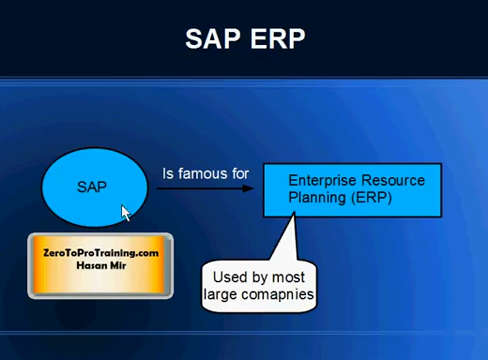 SAP ERP
SAP
Is famous for
Enterprise Resource
Planning (ERP)
ZeroToProTraining.com
Hasan Mir
Used by most
large comapnies